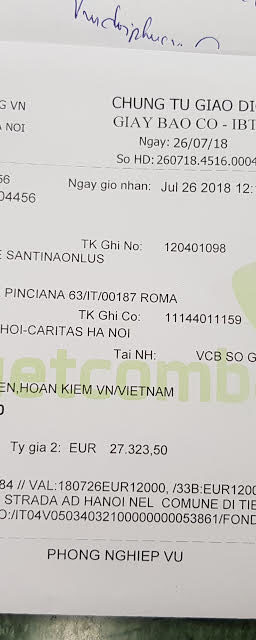 G VN
CHUNG TU GIAO DI
A NOI
GIAY BAO CO - IBT
Ngay: 26/07/18
So HD: 260718.4516.0004
56
Ngay gio nhan: Jul 26 2018 12:
04456
TK Ghi No: 120401098
E SANTINAONLUS
PINCIANA 63/IT/00187 ROMA
TK Ghi Co: 11144011159
HOI-CARITAS HA NOI
Tai NH: VCB SO G
etcomb
EN,HOAN KIEM VN/VIETNAM
0
Ty gia 2: EUR 27.323,50
84 // VAL:180726EUR12000, /33B:EUR1200
STRADA AD HANOI NEL COMUNE DI TIE
O:/IT04V0503403210000000005386​1/FOND
PHONG NGHIEP VU